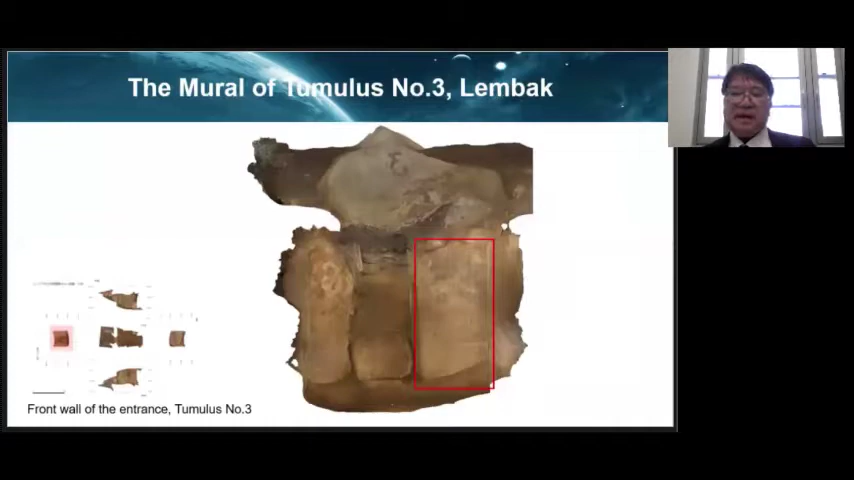 The Mural of Tumulus No.3, Lembak
Front wall of the entrance, Tumulus No.3